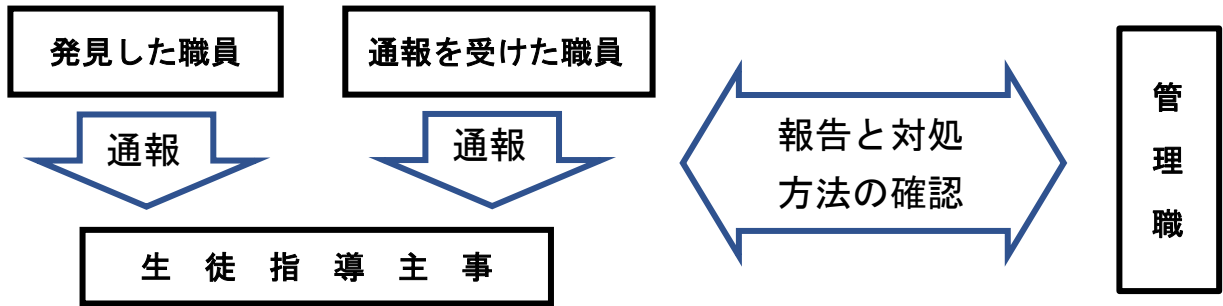 発見した職員
通報を受けた職員
通報
通報
生徒指導主事
報告と対処
方法の確認
管理職